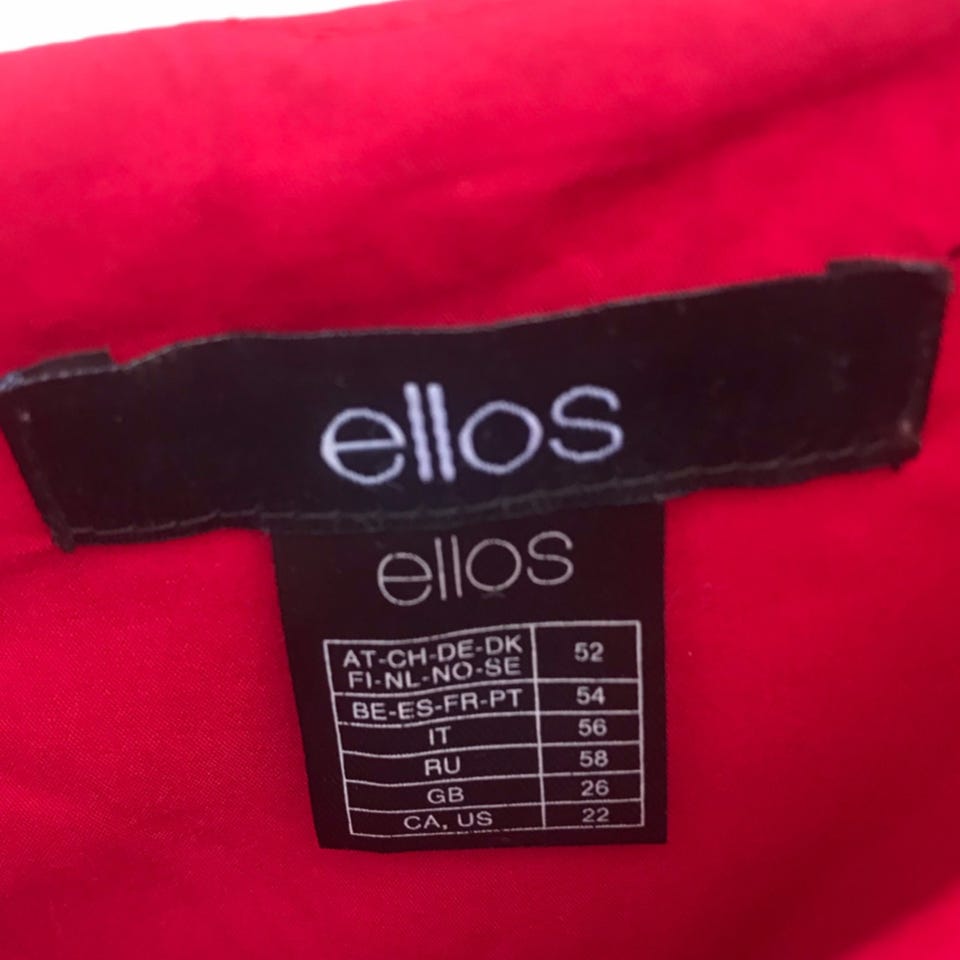 ellos
ellos
AT-CH-DE-DK
FI-NL-NO-SE 52
BE-ES-FR-PT 54
IT 56
RU 58
GB 26
CA, US 22